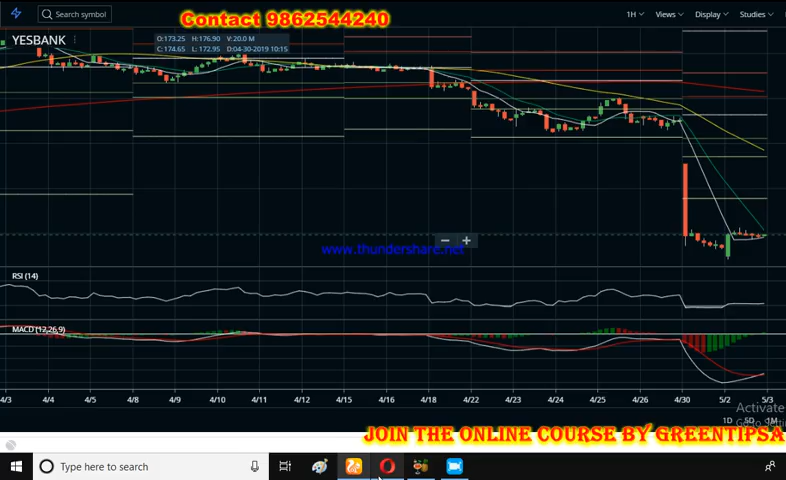 Contact 9862544240
Search symbol
1H
Views
Display
Studies
YESBANK
O:173.25 H:176.90 V:20.0 M
C:174.65 L:172.95 D:04-30-2019 10:15
www.thundershare.net
RSI (14)
MACD (12,26,9)
4/3 4/4 4/5 4/8 4/9 4/10 4/11 4/12 4/15 4/16 4/18 4/22 4/23 4/24 4/25 4/26 4/30 5/2 5/3
Activate
1D 5D 1M
JOIN THE ONLINE COURSE BY GREENTIPSA
Type here to search